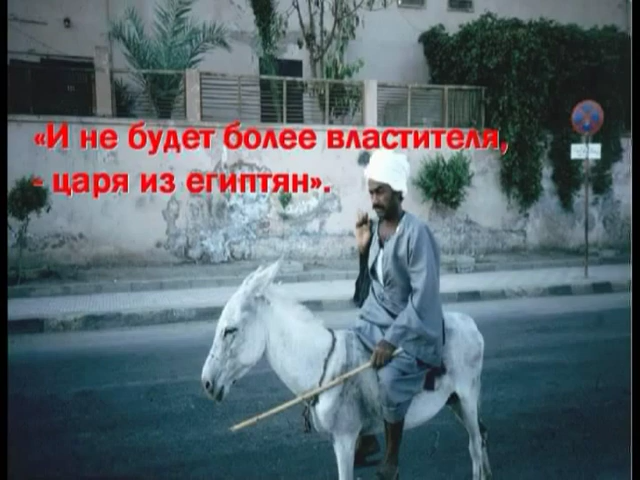 «И не будет более властителя,
- царя из египтян».